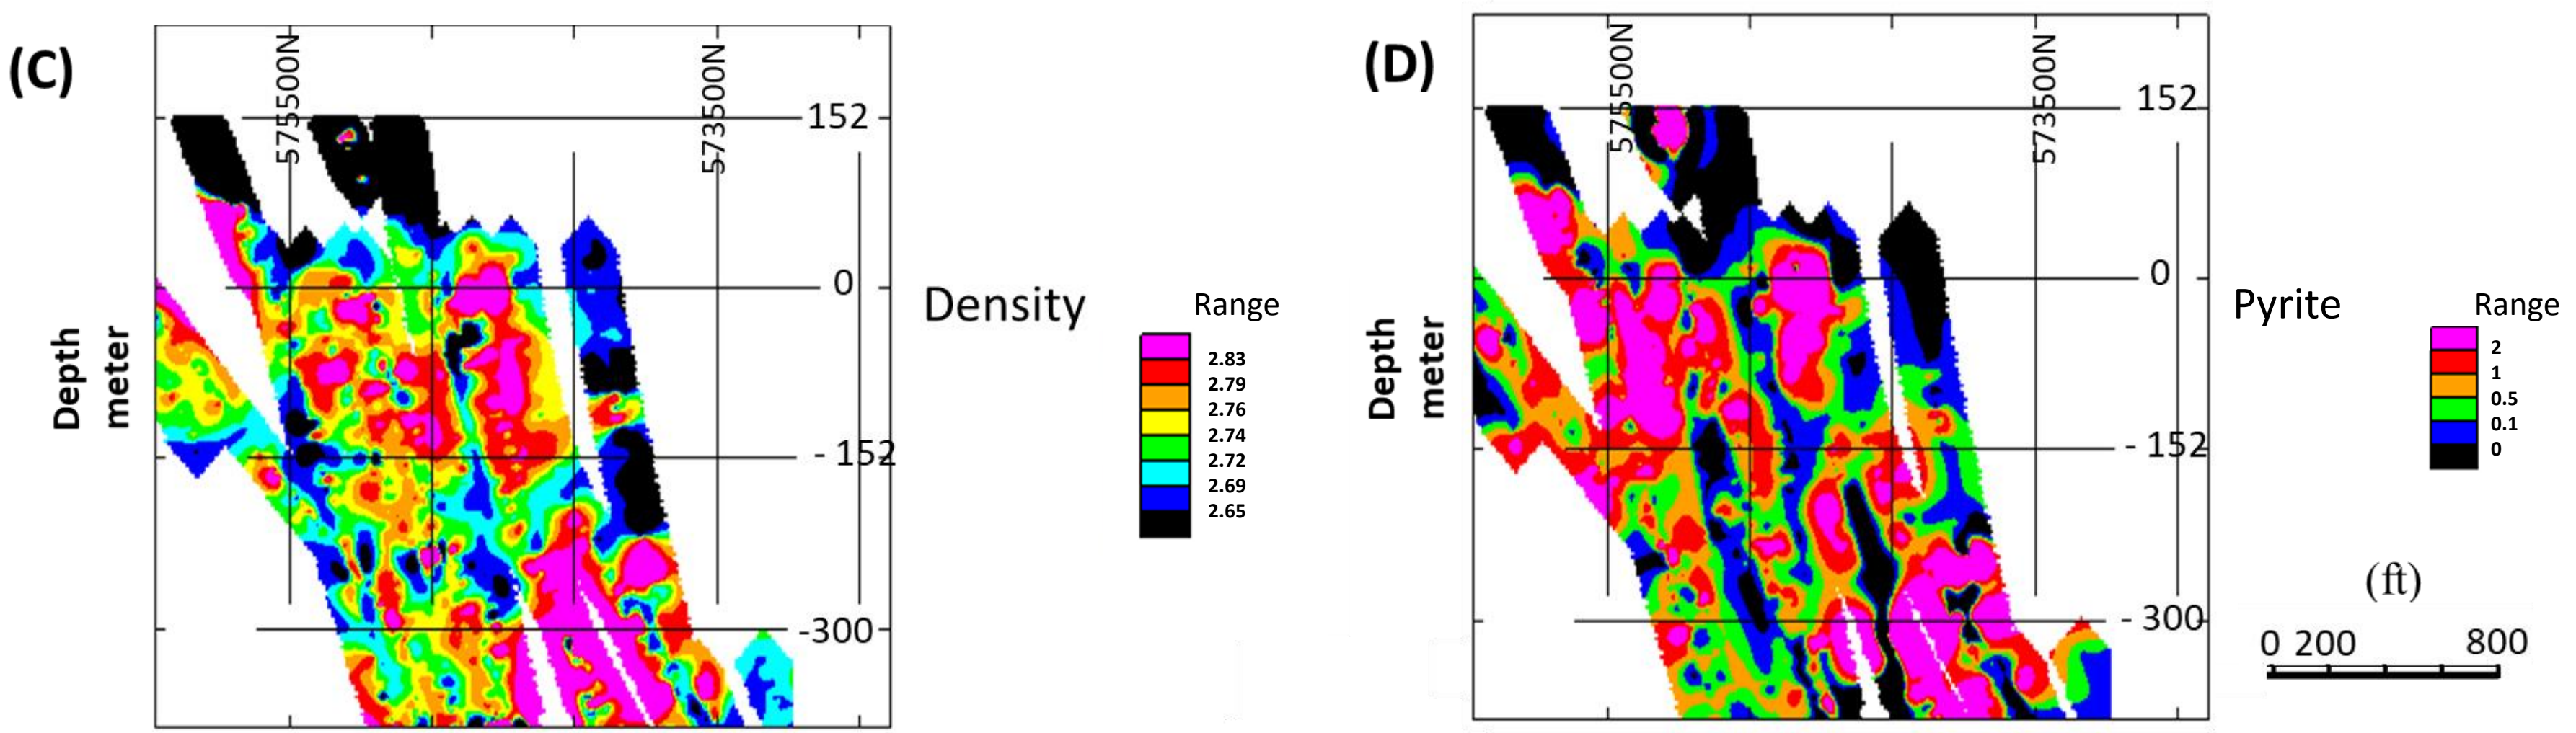 (C)
575500N
573500N
152
0
- 152
-300
Depth
meter
Density
Range
2.83
2.79
2.76
2.74
2.72
2.69
2.65
(D)
575500N
573500N
152
0
- 152
- 300
Depth
meter
Pyrite
Range
2
1
0.5
0.1
0
(ft)
0 200 800